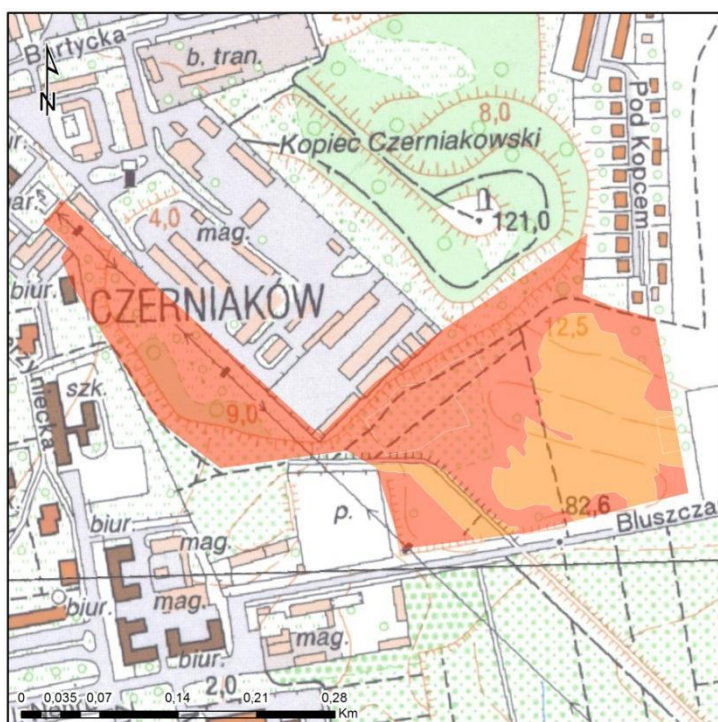 Bartycka
b. tran.
8,0
Kopiec Czerniakowski
121,0
Pod Kopcem
N
4,0
mag.
biur.
CZERNIAKÓW
12,5
szk.
9,0
82,6
Bluszcza
p.
biur.
mag.
mag.
biur.
mag.
biur.
2,0
0 0,035 0,07 0,14 0,21 0,28
Km